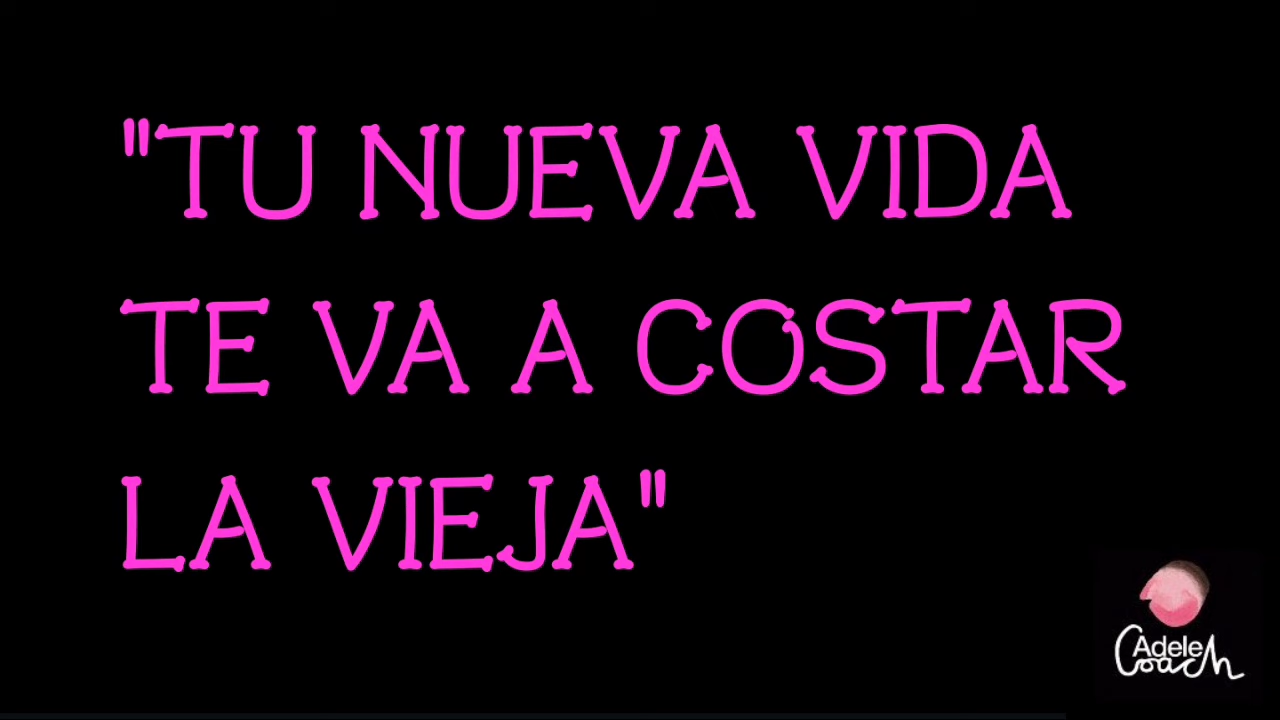 "TU NUEVA VIDA
TE VA A COSTAR
LA VIEJA"
Adele
Coach